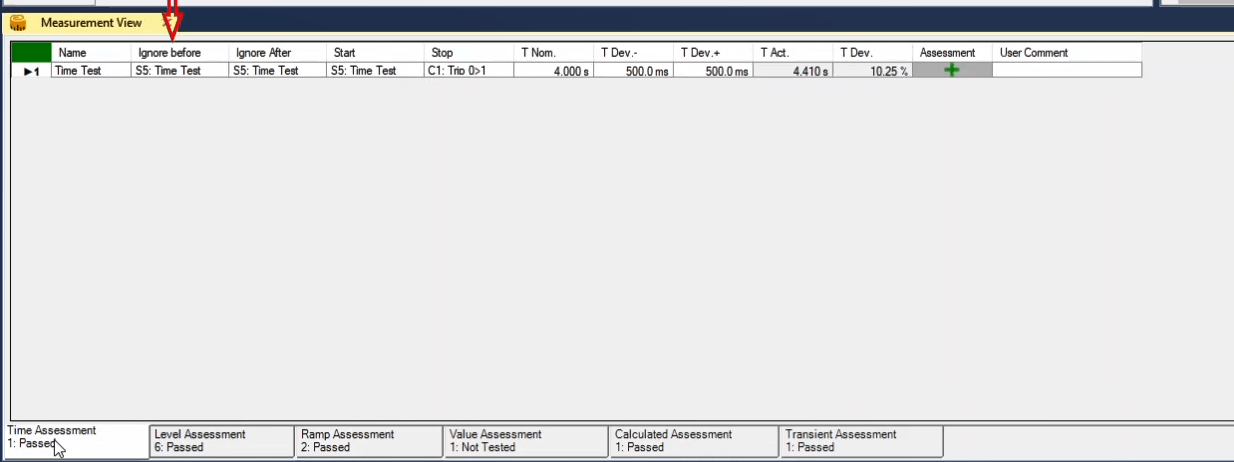 Measurement View
Name Ignore before Ignore After Start Stop T Nom. T Dev.- T Dev.+ T Act. T Dev. Assessment User Comment
1 Time Test S5: Time Test S5: Time Test S5: Time Test C1: Trip 0>1 4.000 s 500.0 ms 500.0 ms 4.410 s 10.25 % +
Time Assessment Level Assessment Ramp Assessment Value Assessment Calculated Assessment Transient Assessment
1: Passed 6: Passed 2: Passed 1: Not Tested 1: Passed 1: Passed